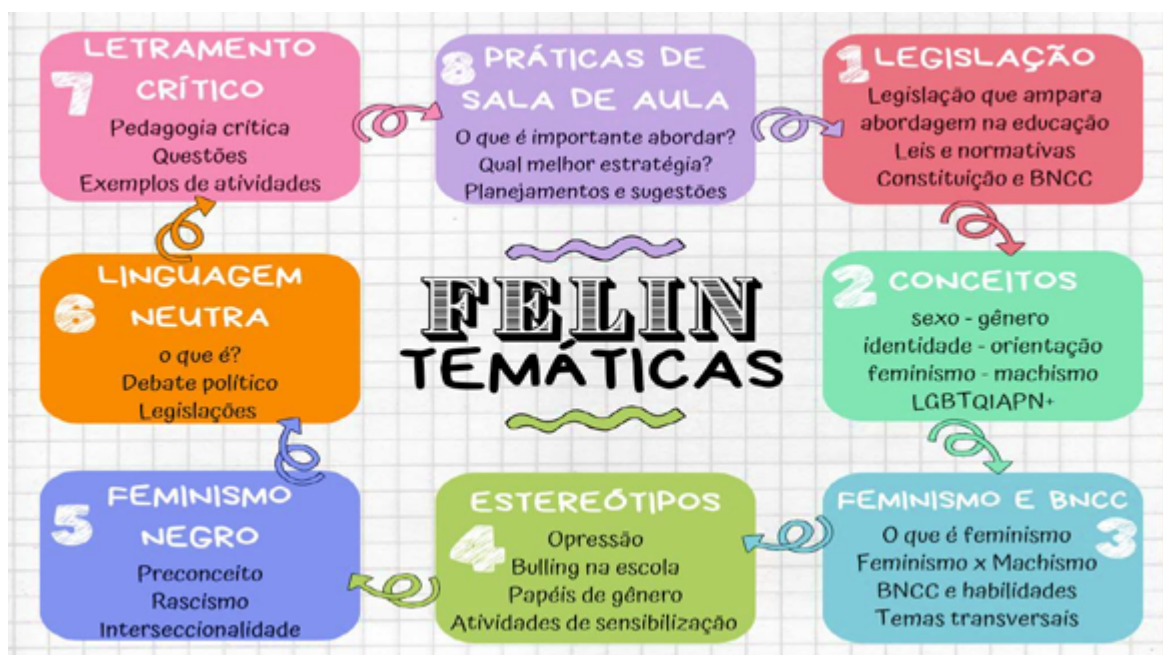 1 LEGISLAÇÃO
Legislação que ampara
abordagem na educação
Leis e normativas
Constituição e BNCC
2 CONCEITOS
sexo - gênero
identidade - orientação
feminismo - machismo
LGBTQIAPN+
FEMINISMO E BNCC
3
O que é feminismo
Feminismo x Machismo
BNCC e habilidades
Temas transversais
ESTEREÓTIPOS
4
Opressão
Bulling na escola
Papéis de gênero
Atividades de sensibilização
5
FEMINISMO
NEGRO
Preconceito
Rascismo
Interseccionalidade
6
LINGUAGEM
NEUTRA
o que é?
Debate político
Legislações
7
LETRAMENTO
CRÍTICO
Pedagogia crítica
Questões
Exemplos de atividades
8 PRÁTICAS DE
SALA DE AULA
O que é importante abordar?
Qual melhor estratégia?
Planejamentos e sugestões
FELIN
TEMÁTICAS